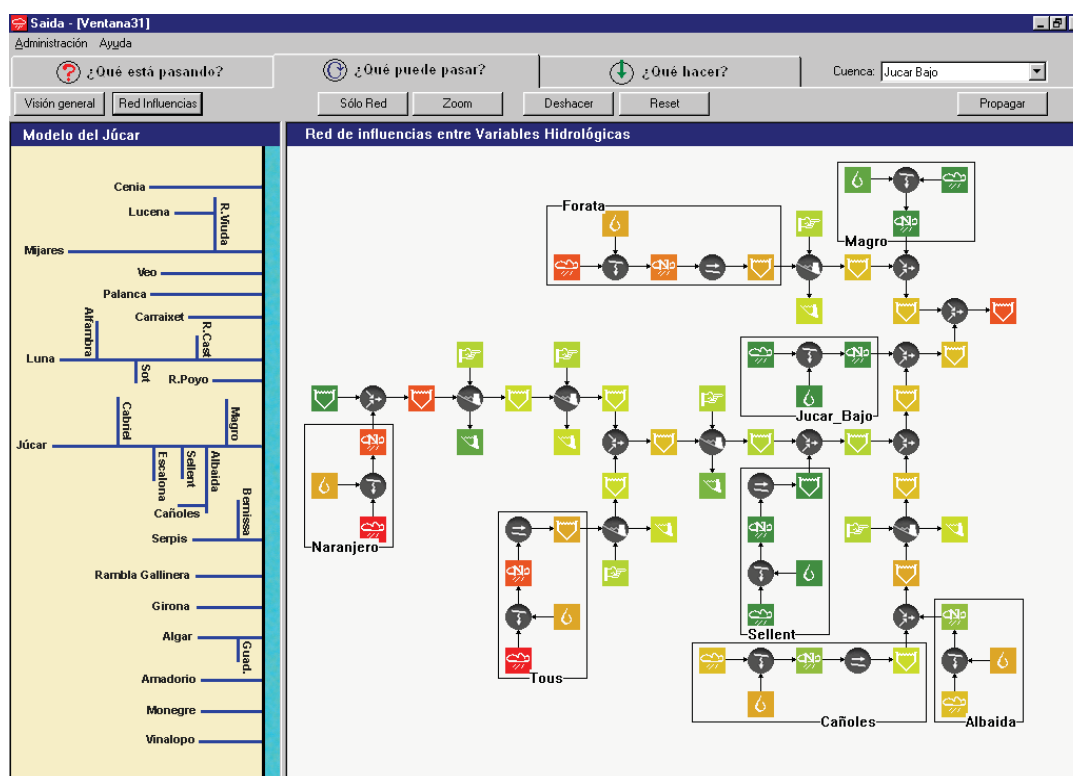 Saida - [Ventana31]
Administración Ayuda
¿Qué está pasando?
¿Qué puede pasar?
¿Qué hacer?
Cuenca: Jucar Bajo
Visión general
Red Influencias
Sólo Red
Zoom
Deshacer
Reset
Propagar
Modelo del Júcar
Red de influencias entre Variables Hidrológicas
Cenia
Lucena
R.Viuda
Mijares
Veo
Palanca
Carraixet
Alfambra
R.Cast
Luna
Sot
R.Poyo
Cabriel
Magro
Júcar
Escalona
Sellent
Albaida
Cañoles
Bernissa
Serpis
Rambla Gallinera
Girona
Algar
Guad.
Amadorio
Monegre
Vinalopo
Forata
Magro
Jucar_Bajo
Naranjero
Tous
Sellent
Cañoles
Albaida